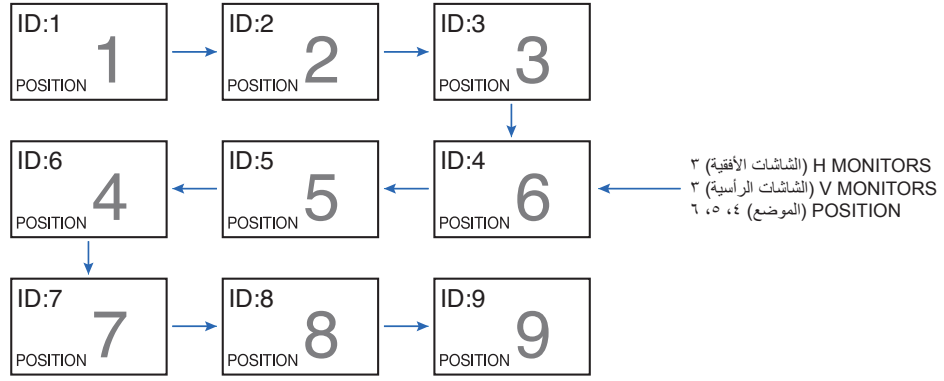 ID:1
1
POSITION
ID:2
2
POSITION
ID:3
3
POSITION
ID:6
4
POSITION
ID:5
5
POSITION
ID:4
6
POSITION
H MONITORS (الشاشات الأفقية) ٣
V MONITORS (الشاشات الرأسية) ٣
POSITION (الموضع) ٤، ٥، ٦
ID:7
7
POSITION
ID:8
8
POSITION
ID:9
9
POSITION